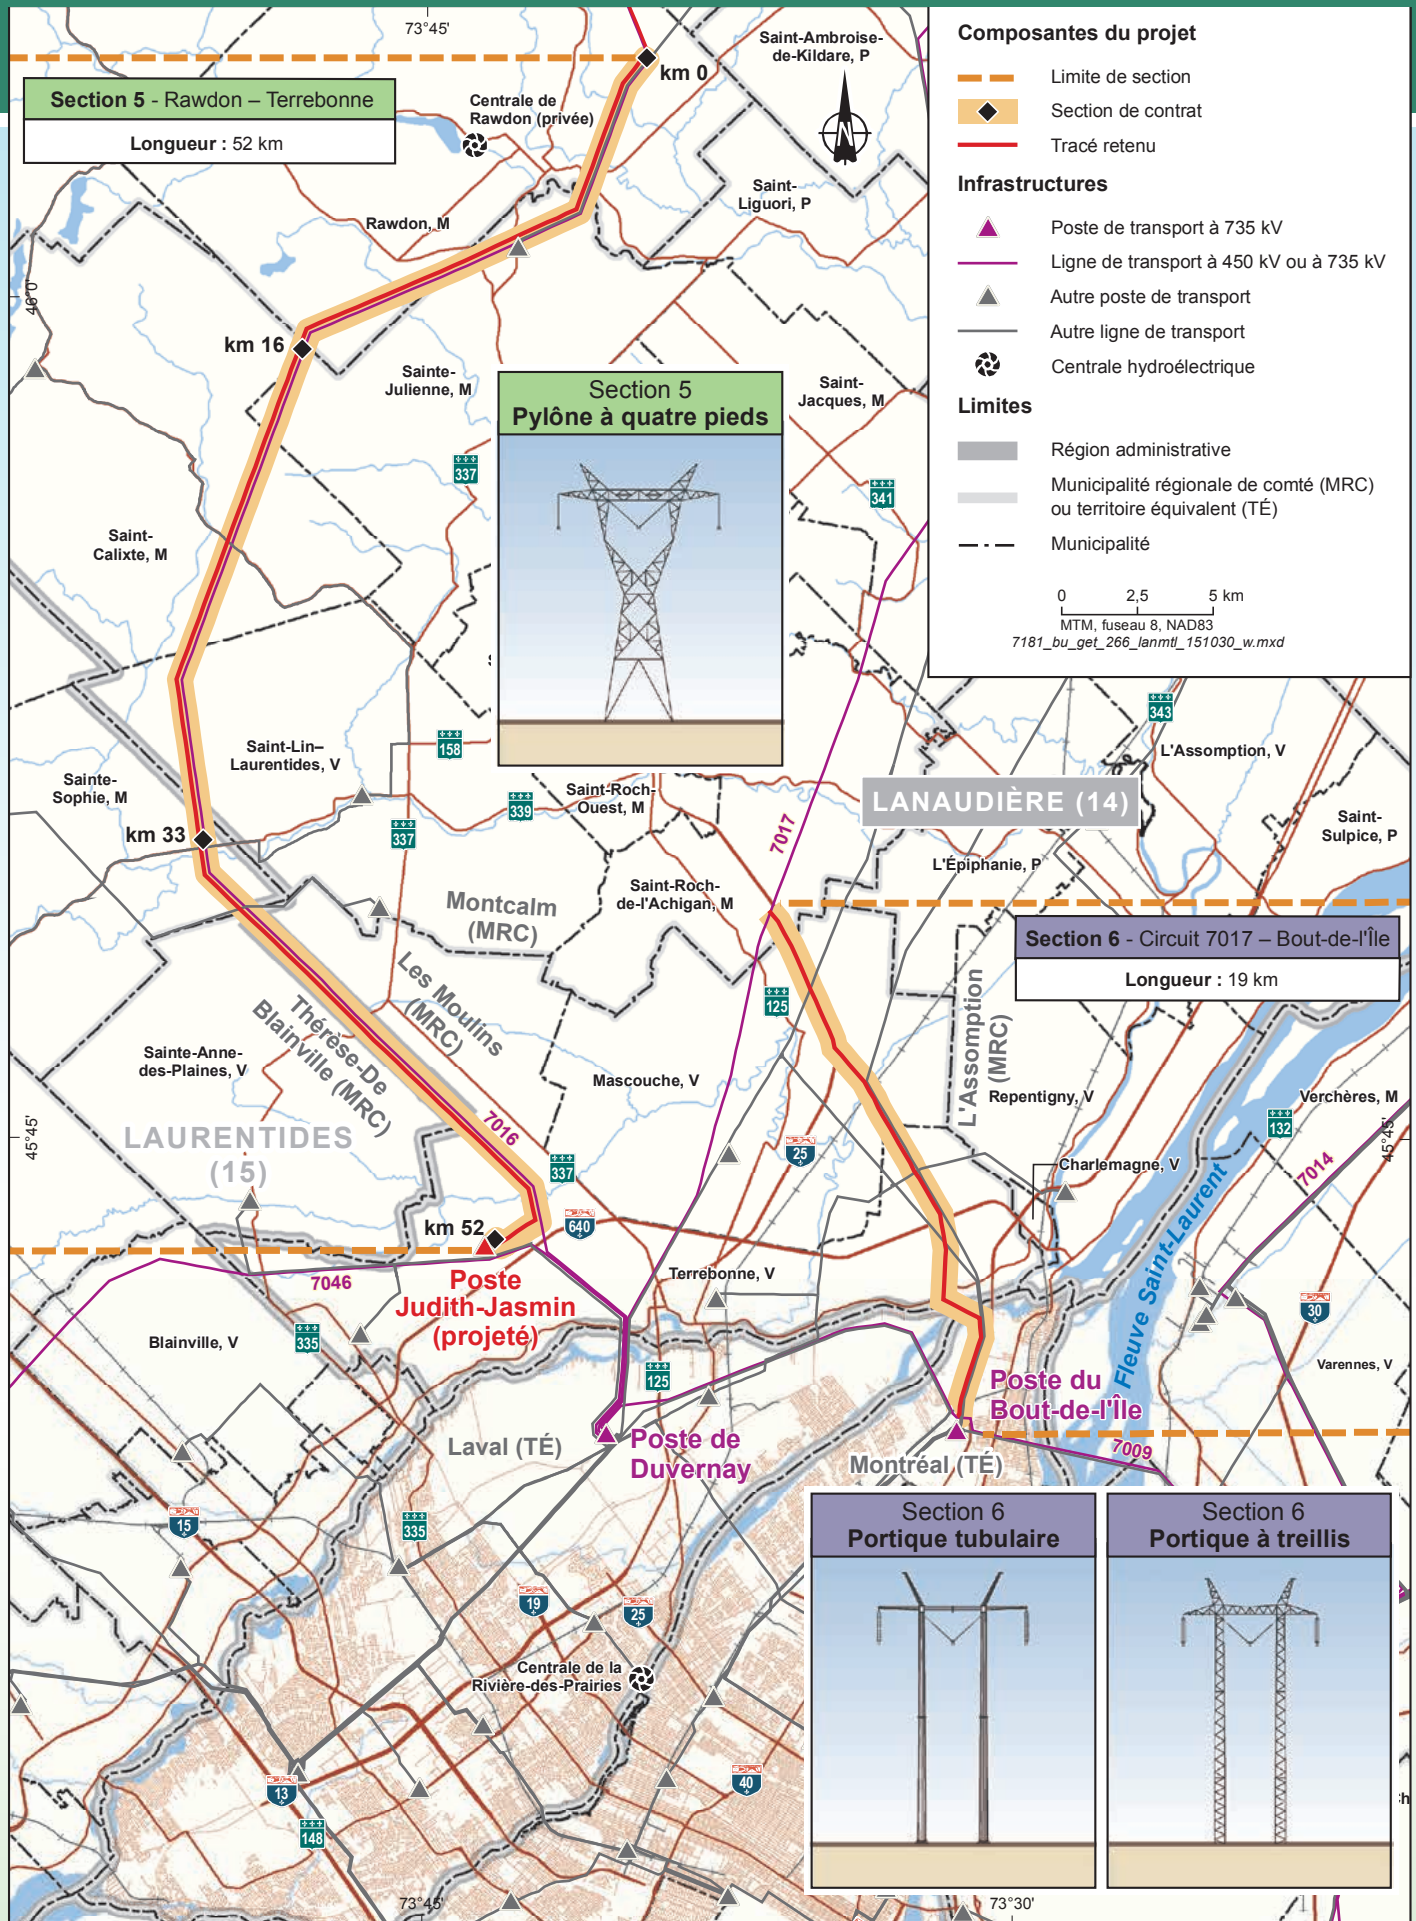 73°45'
Saint-Ambroise-
de-Kildare, P
km 0
Section 5 - Rawdon – Terrebonne
Longueur : 52 km
Centrale de
Rawdon (privée)
N
Saint-
Liguori, P
Rawdon, M
46°0'
km 16
Sainte-
Julienne, M
Saint-
Jacques, M
Composantes du projet
Limite de section
Section de contrat
Tracé retenu
Infrastructures
Poste de transport à 735 kV
Ligne de transport à 450 kV ou à 735 kV
Autre poste de transport
Autre ligne de transport
Centrale hydroélectrique
Limites
Région administrative
Municipalité régionale de comté (MRC)
ou territoire équivalent (TÉ)
Municipalité
0 2,5 5 km
MTM, fuseau 8, NAD83
7181_bu_get_266_lanmtl_151030_w.mxd
Section 5
Pylône à quatre pieds
337
341
Saint-
Calixte, M
343
L'Assomption, V
158
Saint-Lin–
Laurentides, V
Sainte-
Sophie, M
339
Saint-Roch-
Ouest, M
LANAUDIÈRE (14)
Saint-
Sulpice, P
km 33
337
7017
L'Épiphanie, P
Montcalm
(MRC)
Saint-Roch-
de-l'Achigan, M
Section 6 - Circuit 7017 – Bout-de-l'Île
Longueur : 19 km
Les Moulins
(MRC)
125
L'Assomption
(MRC)
Thérèse-De
Blainville (MRC)
Sainte-Anne-
des-Plaines, V
Mascouche, V
Repentigny, V
Verchères, M
132
45°45'
45°45'
LAURENTIDES
(15)
7016
337
25
Charlemagne, V
7014
km 52
640
Fleuve Saint-Laurent
7046
Poste
Judith-Jasmin
(projeté)
Terrebonne, V
30
Blainville, V
335
125
Varennes, V
Poste du
Bout-de-l'Île
Laval (TÉ)
Poste de
Duvernay
Montréal (TÉ)
7009
15
335
Section 6
Portique tubulaire
Section 6
Portique à treillis
19
25
Centrale de la
Rivière-des-Prairies
13
40
148
73°45'
73°30'